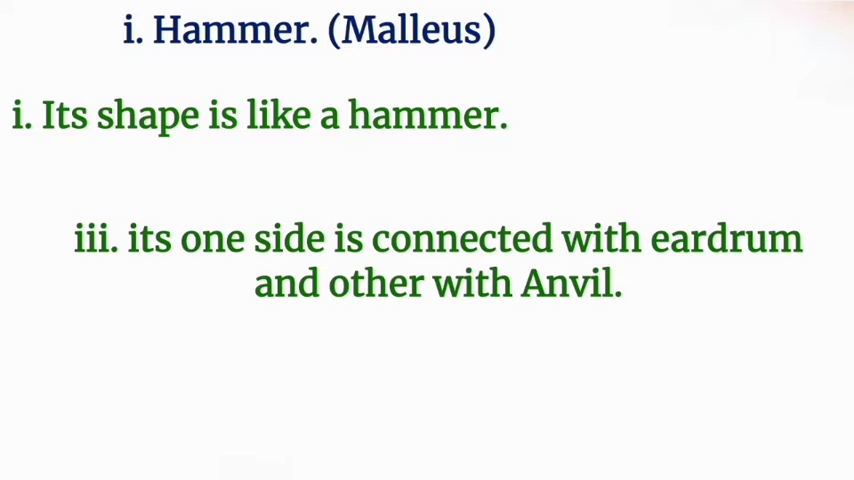 i. Hammer. (Malleus)
i. Its shape is like a hammer.
iii. its one side is connected with eardrum
and other with Anvil.